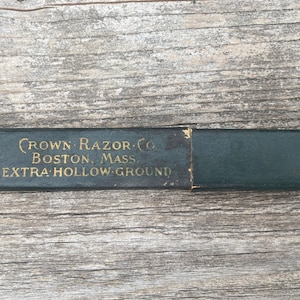 CROWN·RAZOR·CO.
BOSTON, MASS.
EXTRA·HOLLOW·GROUND